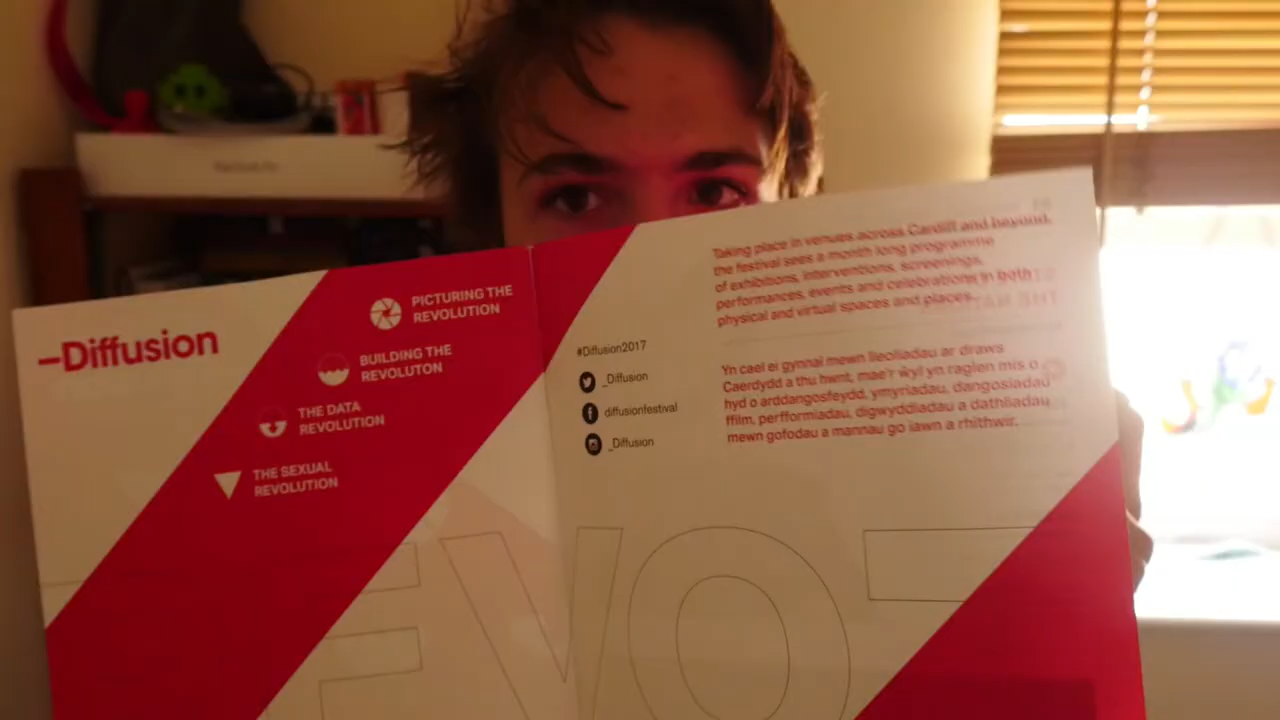 –Diffusion
PICTURING THE
REVOLUTION
BUILDING THE
REVOLUTON
THE DATA
REVOLUTION
THE SEXUAL
REVOLUTION
#Diffusion2017
_Diffusion
diffusionfestival
_Diffusion
Taking place in venues across Cardiff and beyond,
the festival sees a month long programme
of exhibitions, interventions, screenings,
performances, events and celebrations in both
physical and virtual spaces and places.
Yn cael ei gynnal mewn lleoliadau ar draws
Caerdydd a thu hwnt, mae'r ŵyl yn raglen mis o
hyd o arddangosfeydd, ymyriadau, dangosiadau
ffilm, perfformiadau, digwyddiadau a dathliadau
mewn gofodau a mannau go iawn a rhithwir.
EVO